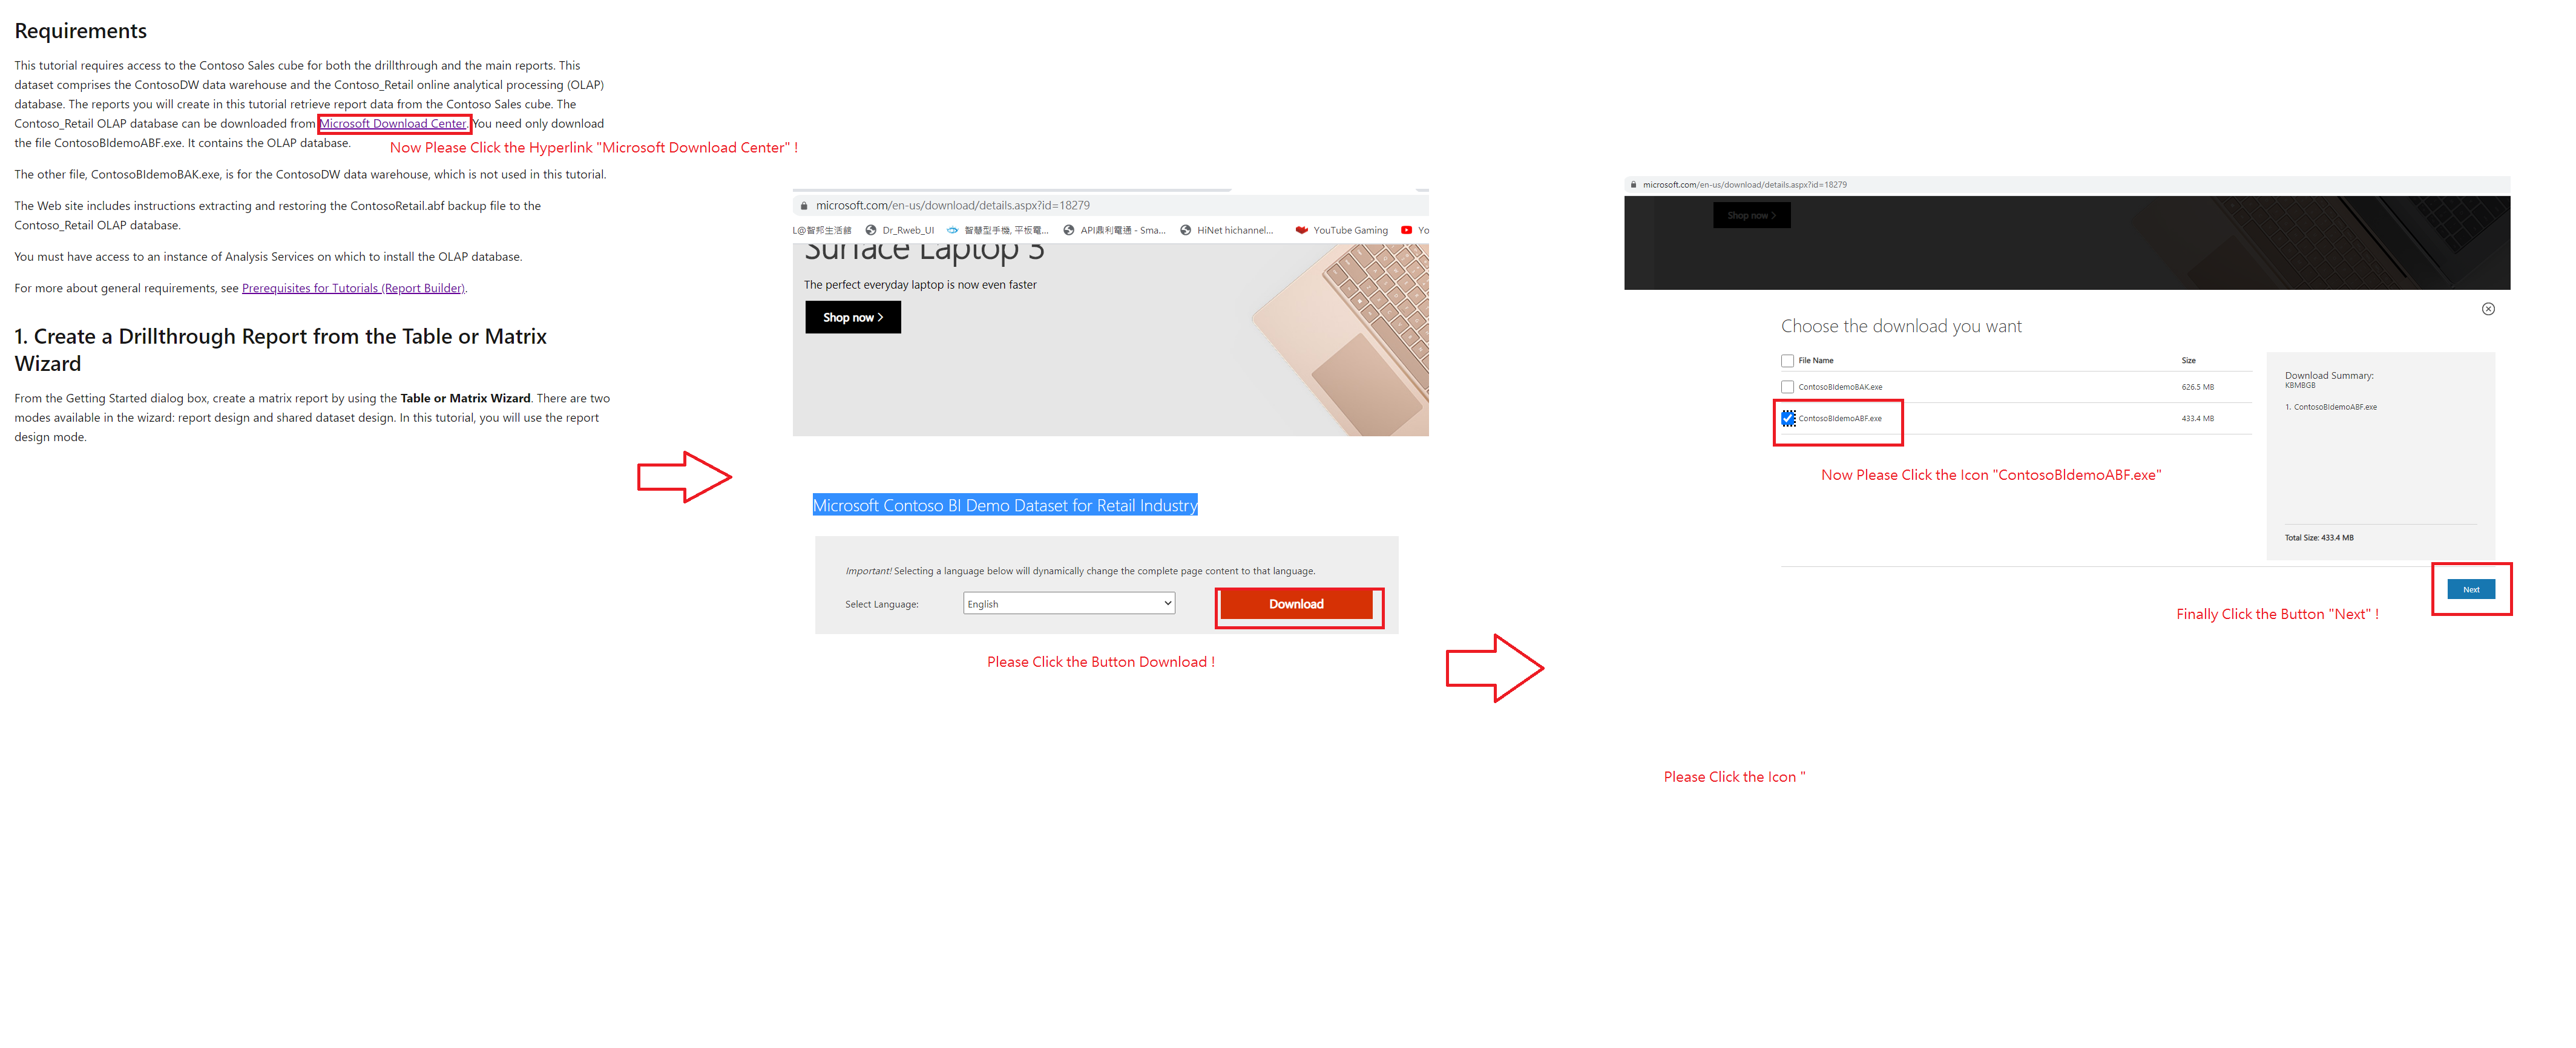 Requirements
This tutorial requires access to the Contoso Sales cube for both the drillthrough and the main reports. This
dataset comprises the ContosoDW data warehouse and the Contoso_Retail online analytical processing (OLAP)
database. The reports you will create in this tutorial retrieve report data from the Contoso Sales cube. The
Contoso_Retail OLAP database can be downloaded from Microsoft Download Center. You need only download
the file ContosoBIdemoABF.exe. It contains the OLAP database.
Now Please Click the Hyperlink "Microsoft Download Center" !
The other file, ContosoBIdemoBAK.exe, is for the ContosoDW data warehouse, which is not used in this tutorial.
The Web site includes instructions extracting and restoring the ContosoRetail.abf backup file to the
Contoso_Retail OLAP database.
You must have access to an instance of Analysis Services on which to install the OLAP database.
For more about general requirements, see Prerequisites for Tutorials (Report Builder).
1. Create a Drillthrough Report from the Table or Matrix
Wizard
From the Getting Started dialog box, create a matrix report by using the Table or Matrix Wizard. There are two
modes available in the wizard: report design and shared dataset design. In this tutorial, you will use the report
design mode.
microsoft.com/en-us/download/details.aspx?id=18279
L@智邦生活館 Dr_Rweb_UI 智慧型手機, 平板電... API鼎利電通 - Sma... HiNet hichannel... YouTube Gaming Yo
Surface Laptop 3
The perfect everyday laptop is now even faster
Shop now >
Microsoft Contoso BI Demo Dataset for Retail Industry
Important! Selecting a language below will dynamically change the complete page content to that language.
Select Language: English Download
Please Click the Button Download !
microsoft.com/en-us/download/details.aspx?id=18279
Shop now >
Choose the download you want
File Name Size
ContosoBIdemoBAK.exe 626.5 MB
ContosoBIdemoABF.exe 433.4 MB
Download Summary:
KBMBGB
1. ContosoBIdemoABF.exe
Total Size: 433.4 MB
Now Please Click the Icon "ContosoBIdemoABF.exe"
Next
Finally Click the Button "Next" !
Please Click the Icon "